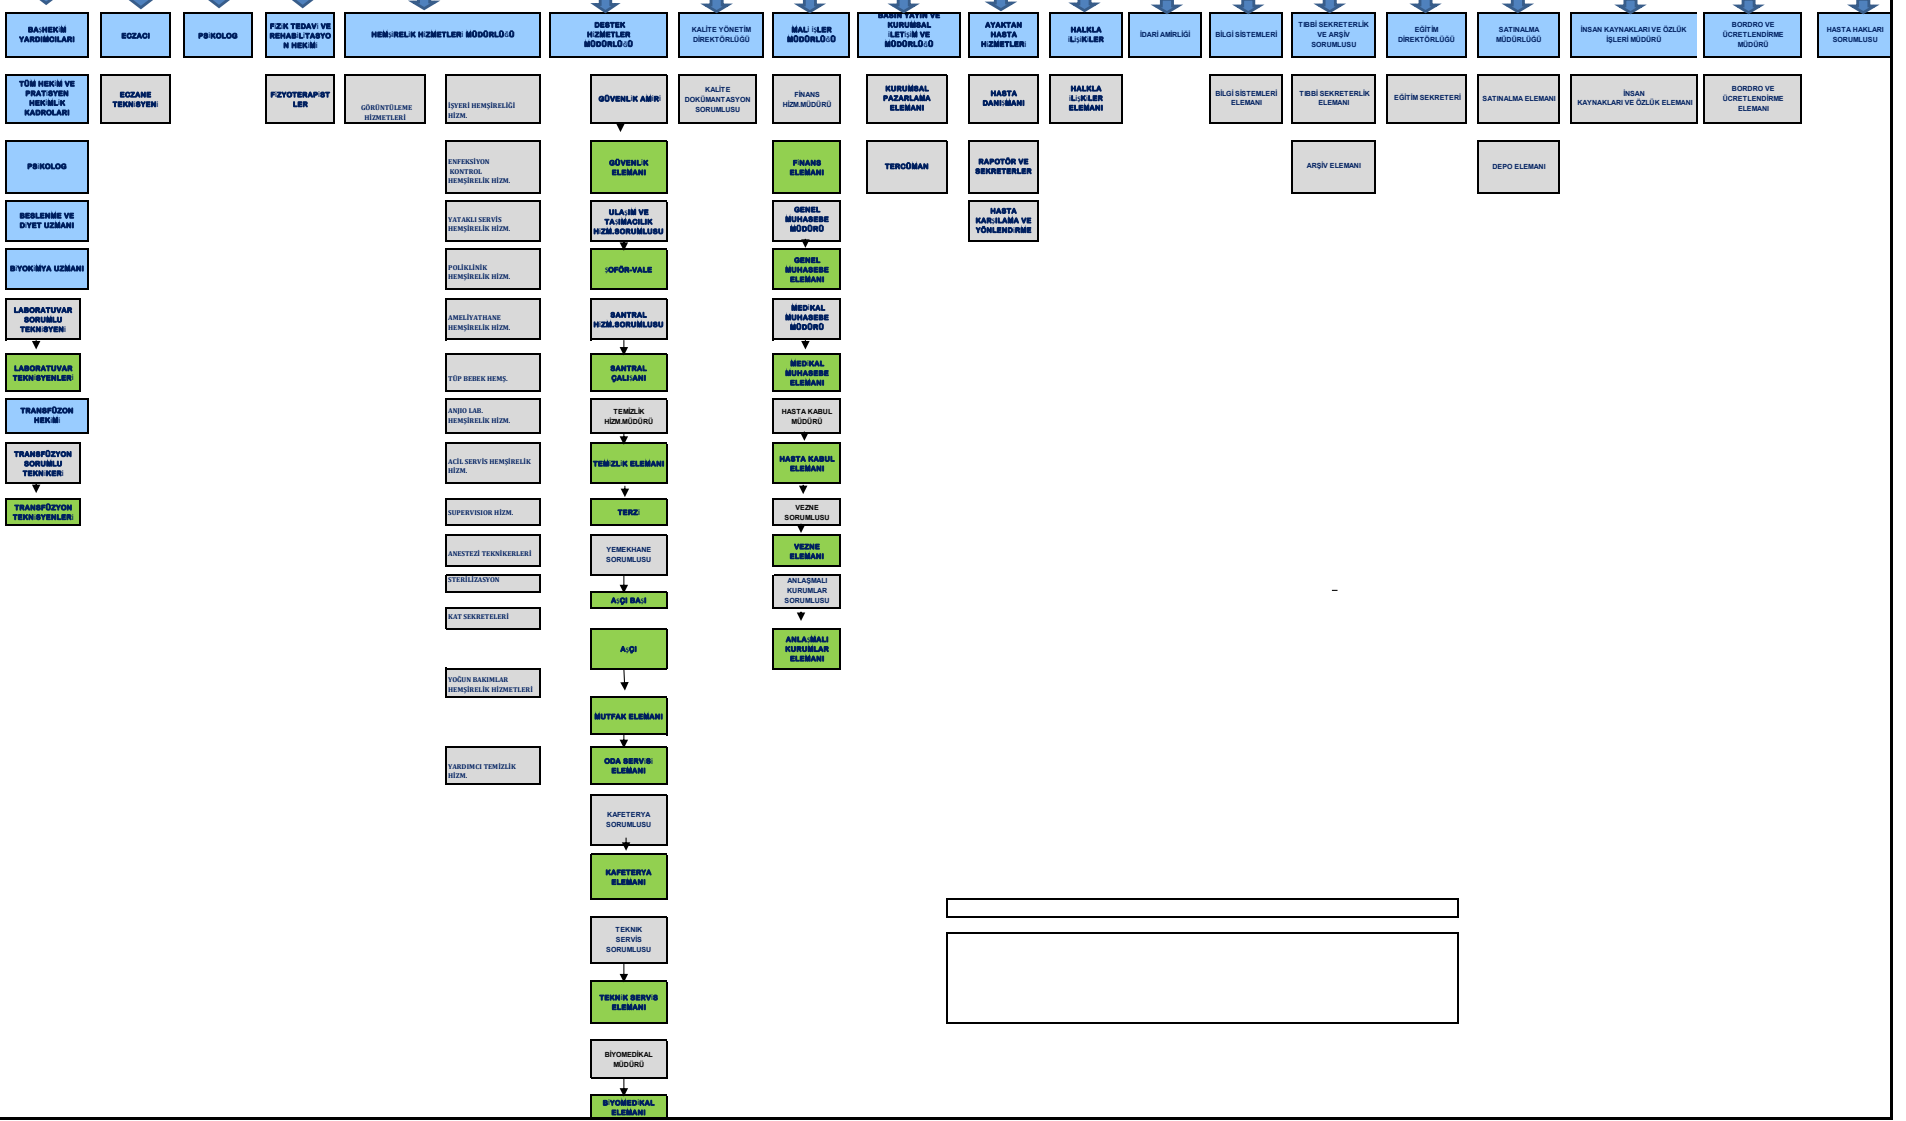 BAŞHEKİM
YARDIMCILARI
ECZACI
PSİKOLOG
FİZİK TEDAVİ VE
REHABİLİTASYO
N HEKİMİ
HEMŞİRELİK HİZMETLERİ MÜDÜRLÜĞÜ
DESTEK
HİZMETLER
MÜDÜRLÜĞÜ
KALİTE YÖNETİM
DİREKTÖRLÜĞÜ
MALİ İŞLER
MÜDÜRLÜĞÜ
BASIN YAYIN VE
KURUMSAL
İLETİŞİM VE
MÜDÜRLÜĞÜ
AYAKTAN
HASTA
HİZMETLERİ
HALKLA
İLİŞKİLER
İDARİ AMİRLİĞİ
BİLGİ SİSTEMLERİ
TIBBİ SEKRETERLİK
VE ARŞİV
SORUMLUSU
EĞİTİM
DİREKTÖRLÜĞÜ
SATINALMA
MÜDÜRLÜĞÜ
İNSAN KAYNAKLARI VE ÖZLÜK
İŞLERİ MÜDÜRÜ
BORDRO VE
ÜCRETLENDİRME
MÜDÜRÜ
HASTA HAKLARI
SORUMLUSU
TÜM HEKİM VE
PRATİSYEN
HEKİMLİK
KADROLARI
ECZANE
TEKNİSYENİ
FİZYOTERAPİST
LER
GÖRÜNTÜLEME
HİZMETLERİ
İŞYERİ HEMŞİRELİĞİ
HİZM.
GÜVENLİK AMİRİ
KALİTE
DOKÜMANTASYON
SORUMLUSU
FİNANS
HİZM.MÜDÜRÜ
KURUMSAL
PAZARLAMA
ELEMANI
HASTA
DANIŞMANI
HALKLA
İLİŞKİLER
ELEMANI
BİLGİ SİSTEMLERİ
ELEMANI
TIBBİ SEKRETERLİK
ELEMANI
EĞİTİM SEKRETERİ
SATINALMA ELEMANI
İNSAN
KAYNAKLARI VE ÖZLÜK ELEMANI
BORDRO VE
ÜCRETLENDİRME
ELEMANI
PSİKOLOG
ENFEKSİYON
KONTROL
HEMŞİRELİK HİZM.
GÜVENLİK
ELEMANI
FİNANS
ELEMANI
TERCÜMAN
RAPOTÖR VE
SEKRETERLER
ARŞİV ELEMANI
DEPO ELEMANI
BESLENME VE
DİYET UZMANI
YATAKLI SERVİS
HEMŞİRELİK HİZM.
ULAŞIM VE
TAŞIMACILIK
HİZM.SORUMLUSU
GENEL
MUHASEBE
MÜDÜRÜ
HASTA
KARŞILAMA VE
YÖNLENDİRME
BİYOKİMYA UZMANI
POLİKLİNİK
HEMŞİRELİK HİZM.
ŞOFÖR-VALE
GENEL
MUHASEBE
ELEMANI
LABORATUVAR
SORUMLU
TEKNİSYENİ
AMELİYATHANE
HEMŞİRELİK HİZM.
SANTRAL
HİZM.SORUMLUSU
MEDİKAL
MUHASEBE
MÜDÜRÜ
LABORATUVAR
TEKNİSYENLERİ
TÜP BEBEK HEMŞ.
SANTRAL
ÇALIŞANI
MEDİKAL
MUHASEBE
ELEMANI
TRANSFÜZON
HEKİMİ
ANJIO LAB.
HEMŞİRELİK HİZM.
TEMİZLİK
HİZM.MÜDÜRÜ
HASTA KABUL
MÜDÜRÜ
TRANSFÜZYON
SORUMLU
TEKNİKERİ
ACİL SERVİS HEMŞİRELİK
HİZM.
TEMİZLİK ELEMANI
HASTA KABUL
ELEMANI
TRANSFÜZYON
TEKNİSYENLERİ
SUPERVISIOR HİZM.
TERZİ
VEZNE
SORUMLUSU
ANESTEZİ TEKNİKERLERİ
YEMEKHANE
SORUMLUSU
VEZNE
ELEMANI
STERİLİZASYON
AŞÇI BAŞI
ANLAŞMALI
KURUMLAR
SORUMLUSU
–
KAT SEKRETELERİ
AŞÇI
ANLAŞMALI
KURUMLAR
ELEMANI
YOĞUN BAKIMLAR
HEMŞİRELİK HİZMETLERİ
MUTFAK ELEMANI
YARDIMCI TEMİZLİK
HİZM.
ODA SERVİSİ
ELEMANI
KAFETERYA
SORUMLUSU
KAFETERYA
ELEMANI
TEKNIK
SERVİS
SORUMLUSU
TEKNİK SERVİS
ELEMANI
BİYOMEDİKAL
MÜDÜRÜ
BİYOMEDİKAL
ELEMANI